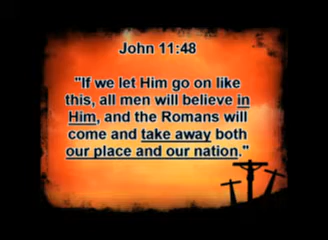 John 11:48
"If we let Him go on like
this, all men will believe in
Him, and the Romans will
come and take away both
our place and our nation."